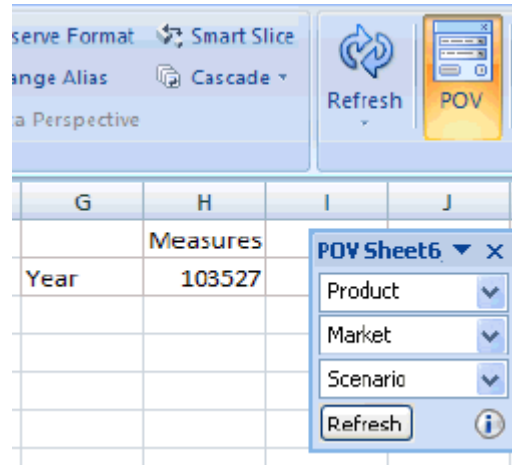 serve Format Smart Slice
ange Alias Cascade
Refresh POV
a Perspective
G H I J
Measures
POV Sheet6
Year 103527
Product
Market
Scenario
Refresh